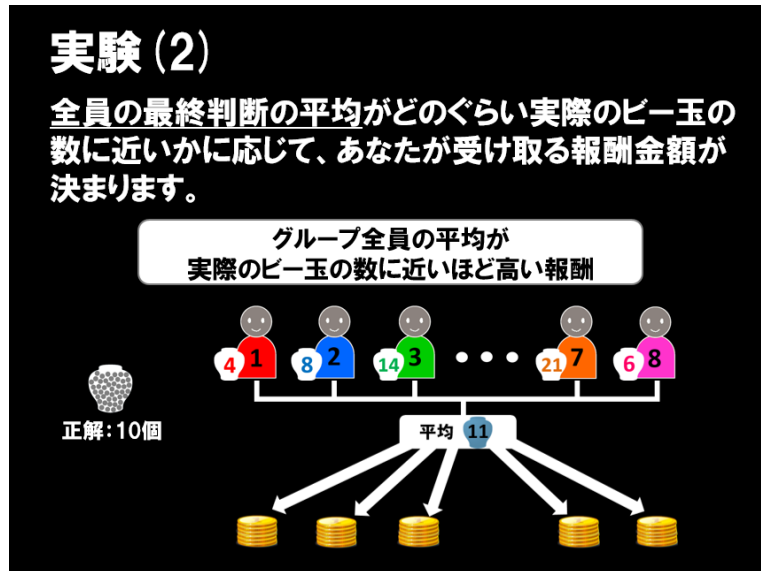 実験(2)
全員の最終判断の平均がどのぐらい実際のビー玉の
数に近いかに応じて、あなたが受け取る報酬金額が
決まります。
グループ全員の平均が
実際のビー玉の数に近いほど高い報酬
4 1 8 2 14 3 ••• 21 7 6 8
正解:10個
平均 11